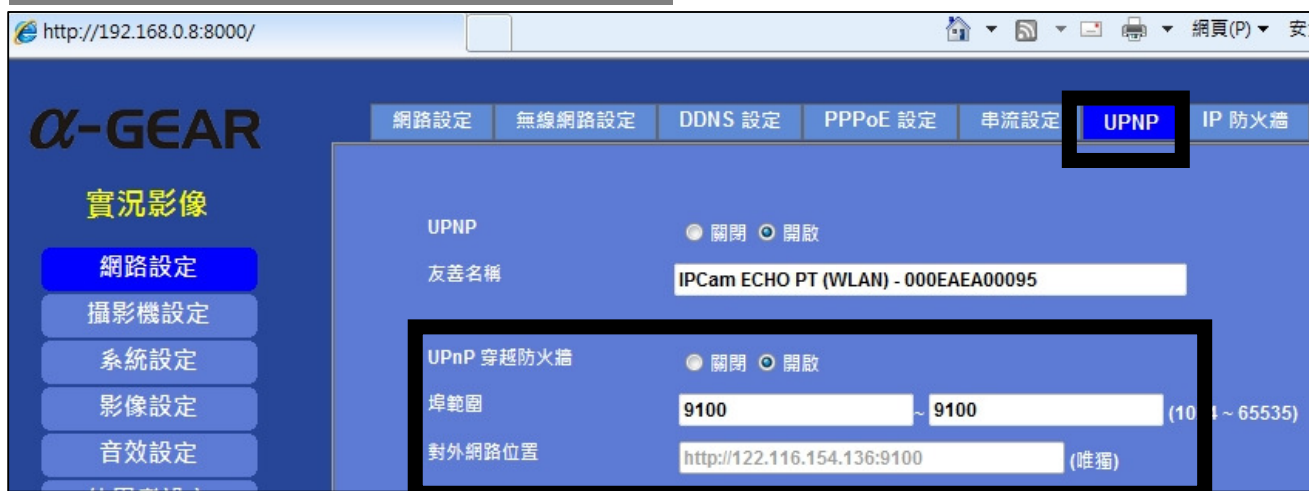 http://192.168.0.8:8000/
網頁(P)
α-GEAR
網路設定 無線網路設定 DDNS 設定 PPPoE 設定 串流設定 UPNP IP 防火牆
實況影像
網路設定
攝影機設定
系統設定
影像設定
音效設定
UPNP 關閉 開啟
友善名稱 IPCam ECHO PT (WLAN) - 000EAEA00095
UPnP 穿越防火牆 關閉 開啟
埠範圍 9100 ~ 9100 ~ 65535)
對外網路位置 http://122.116.154.136:9100 (唯獨)